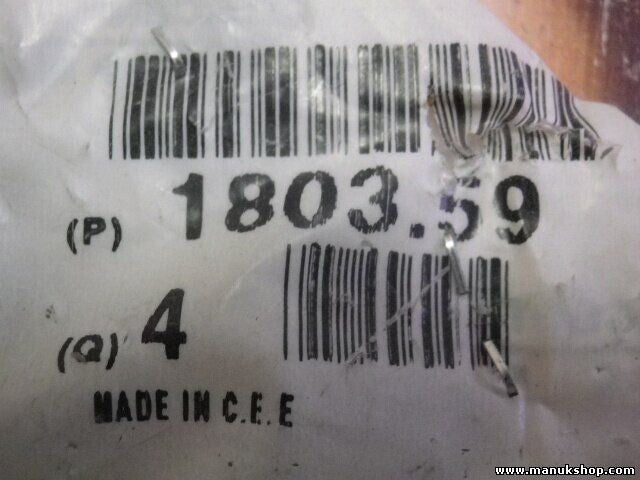 (P) 1803.59
(Q) 4
MADE IN C.E.E
www.manukshop.com